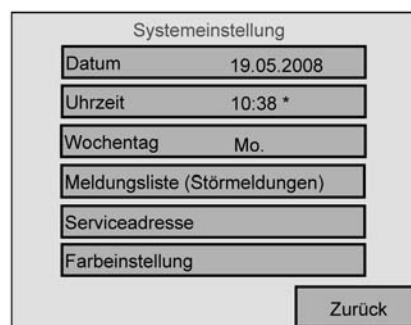 Systemeinstellung
Datum 19.05.2008
Uhrzeit 10:38 *
Wochentag Mo.
Meldungsliste (Störmeldungen)
Serviceadresse
Farbeinstellung
Zurück